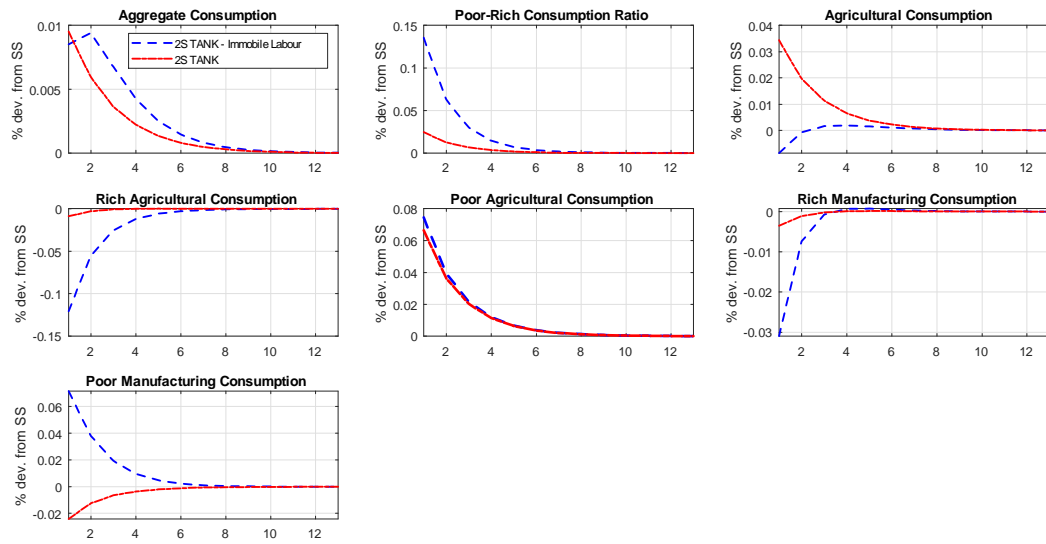 Aggregate Consumption
% dev. from SS
0.01
0.005
0
2 4 6 8 10 12
2S TANK - Immobile Labour
2S TANK
Poor-Rich Consumption Ratio
% dev. from SS
0.15
0.1
0.05
0
2 4 6 8 10 12
Agricultural Consumption
% dev. from SS
0.04
0.03
0.02
0.01
0
2 4 6 8 10 12
Rich Agricultural Consumption
% dev. from SS
0
-0.05
-0.1
-0.15
2 4 6 8 10 12
Poor Agricultural Consumption
% dev. from SS
0.08
0.06
0.04
0.02
0
2 4 6 8 10 12
Rich Manufacturing Consumption
% dev. from SS
0
-0.01
-0.02
-0.03
2 4 6 8 10 12
Poor Manufacturing Consumption
% dev. from SS
0.06
0.04
0.02
0
-0.02
2 4 6 8 10 12